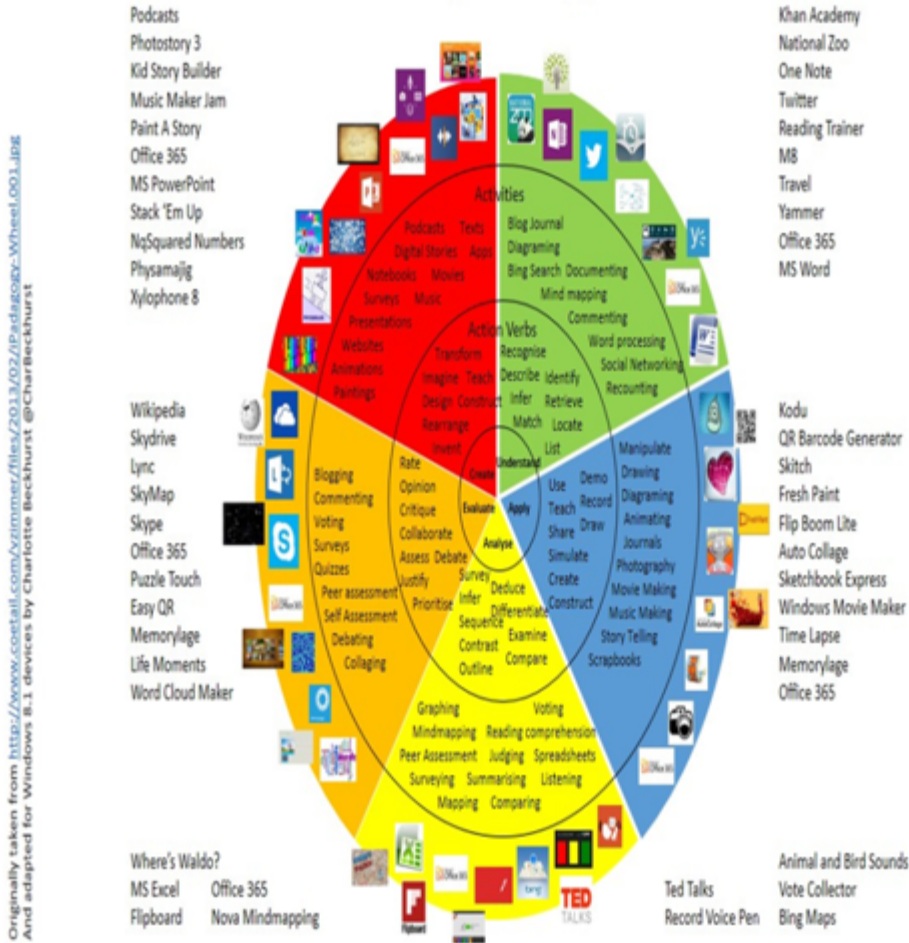 Originally taken from http://www.coetail.com/vzimmer/files/2013/02/iPadagogy-Wheel.001.jpg
And adapted for Windows 8.1 devices by Charlotte Beckhurst @CharBeckhurst
Podcasts
Photostory 3
Kid Story Builder
Music Maker Jam
Paint A Story
Office 365
MS PowerPoint
Stack 'Em Up
NqSquared Numbers
Physamajig
Xylophone 8
Khan Academy
National Zoo
One Note
Twitter
Reading Trainer
M8
Travel
Yammer
Office 365
MS Word
Activities
Podcasts Texts
Digital Stories Apps
Notebooks Movies
Surveys Music
Presentations
Websites
Animations
Paintings
Blog Journal
Diagraming
Bing Search Documenting
Mind mapping
Commenting
Word processing
Social Networking
Recounting
Action Verbs
Transform
Imagine Teach
Design Construct
Rearrange
Invent
Create
Recognise
Describe Identify
Infer Retrieve
Match Locate
List
Understand
Wikipedia
Skydrive
Lync
SkyMap
Skype
Office 365
Puzzle Touch
Easy QR
Memorylage
Life Moments
Word Cloud Maker
Blogging
Commenting
Voting
Surveys
Quizzes
Peer assessment
Self Assessment
Debating
Collaging
Rate
Opinion
Critique
Collaborate
Assess Debate
Justify
Prioritise
Evaluate
Apply
Analyse
Use Demo
Teach Record
Share Draw
Simulate
Create
Construct
Manipulate
Drawing
Diagraming
Animating
Journals
Photography
Movie Making
Music Making
Story Telling
Scrapbooks
Kodu
QR Barcode Generator
Skitch
Fresh Paint
Flip Boom Lite
Auto Collage
Sketchbook Express
Windows Movie Maker
Time Lapse
Memorylage
Office 365
Survey Deduce
Infer Differentiate
Sequence
Contrast Examine
Outline Compare
Graphing Voting
Mindmapping Reading comprehension
Peer Assessment Judging Spreadsheets
Surveying Summarising Listening
Mapping Comparing
Where's Waldo?
MS Excel Office 365
Flipboard Nova Mindmapping
Flipboard
bing
TED
TALKS
Animal and Bird Sounds
Ted Talks Vote Collector
Record Voice Pen Bing Maps